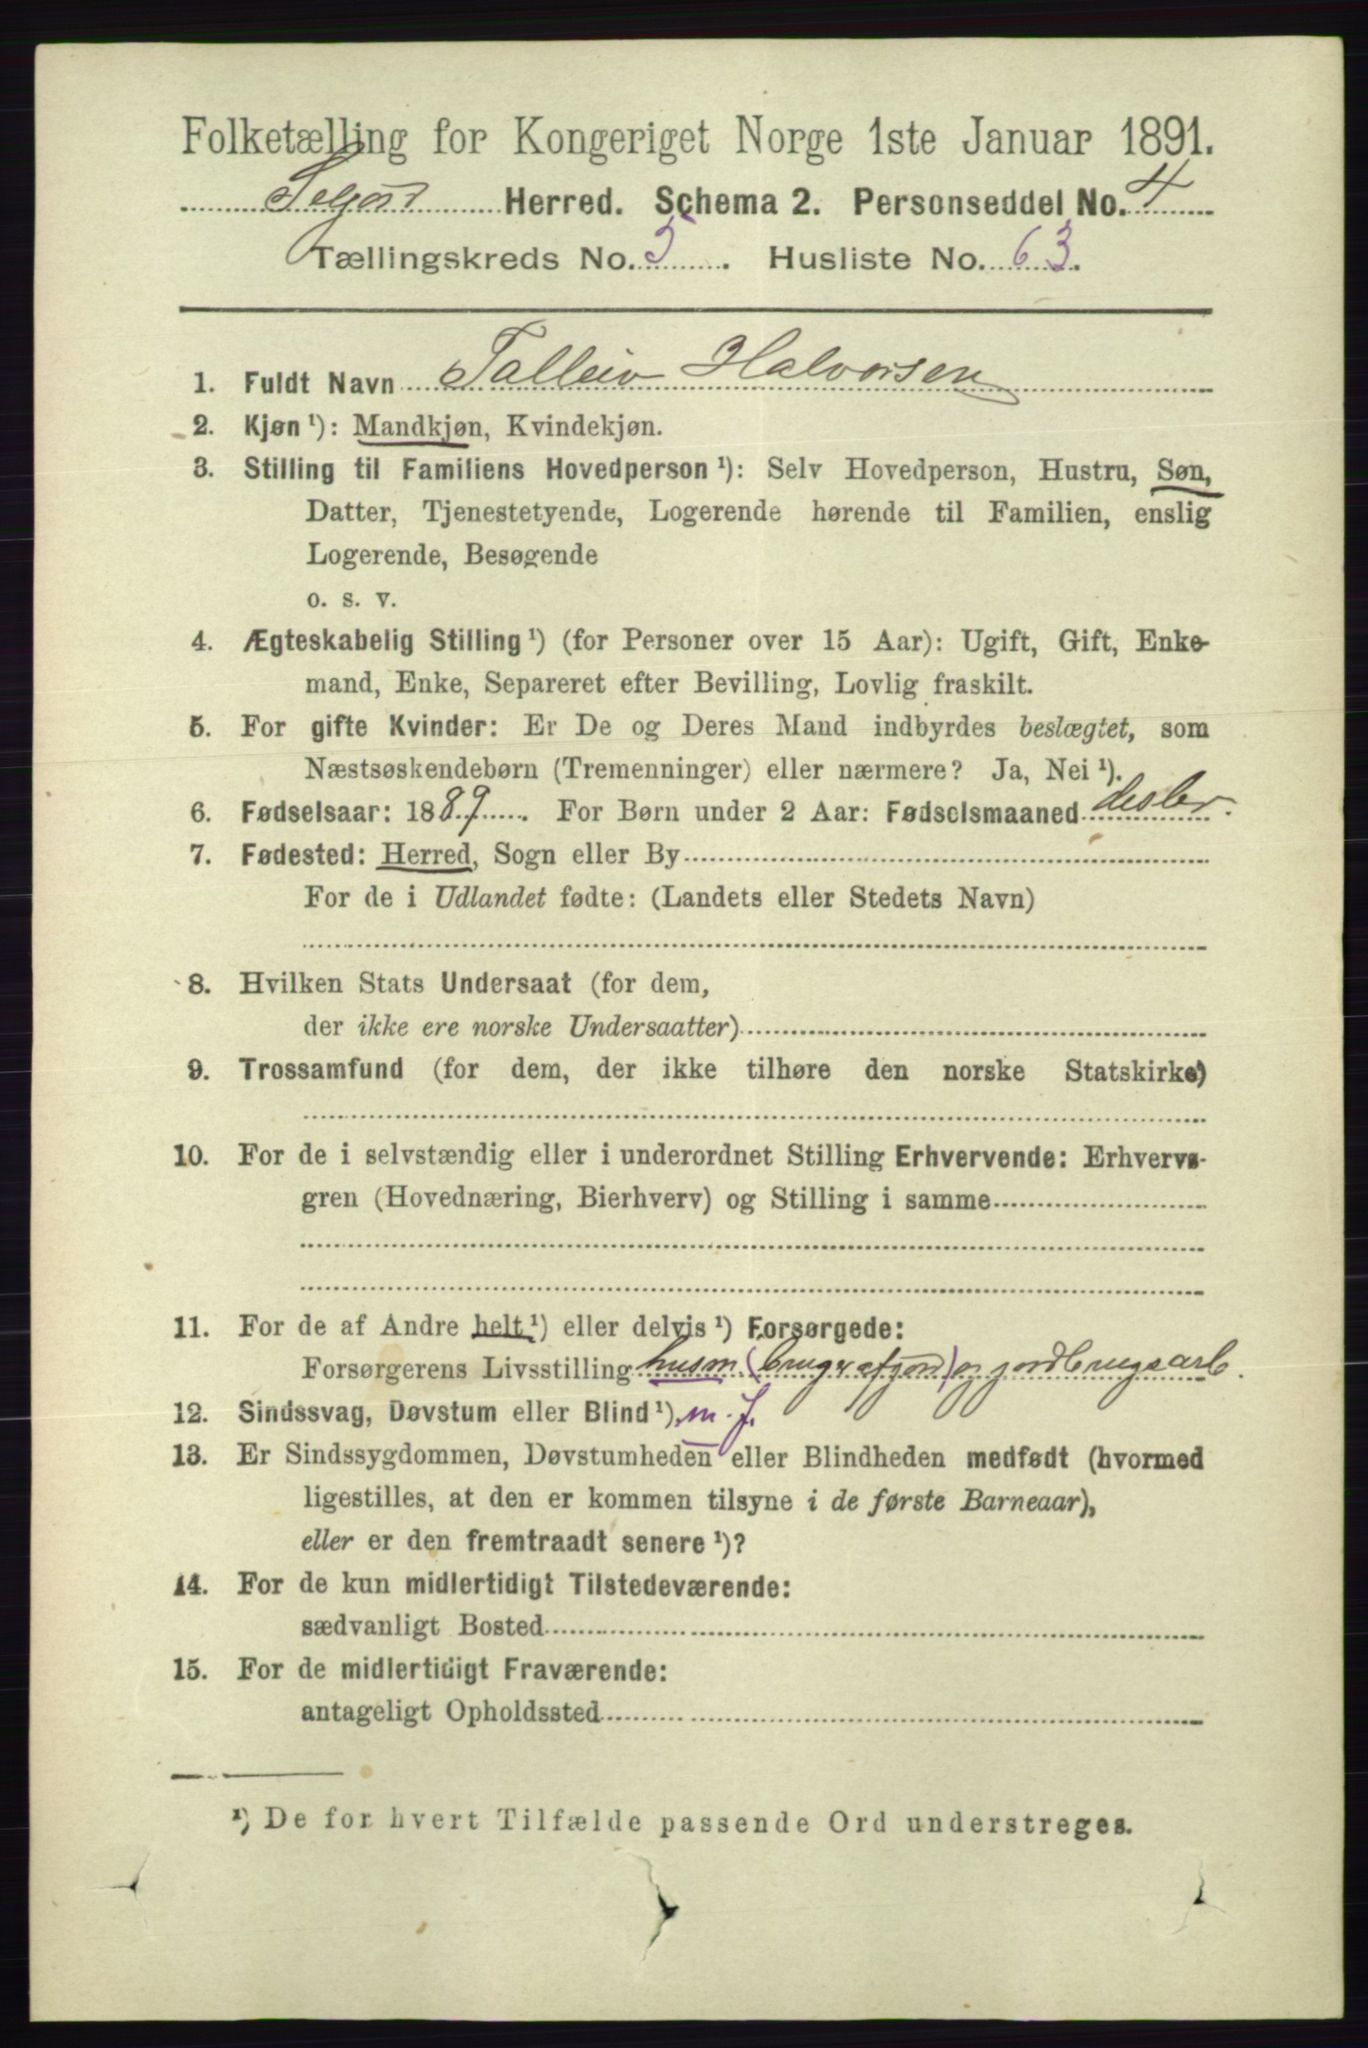 Folketælling for Kongeriget Norge 1ste Januar 1891.
Seljord Herred. Schema 2. Personseddel No. 4
Tællingskreds No. 5. Husliste No. 63.
1. Fuldt Navn Talleiv Halvorsen
2. Kjøn ¹): Mandkjøn, Kvindekjøn.
3. Stilling til Familiens Hovedperson ¹): Selv Hovedperson, Hustru, Søn,
Datter, Tjenestetyende, Logerende hørende til Familien, enslig
Logerende, Besøgende
o. s. v.
4. Ægteskabelig Stilling ¹) (for Personer over 15 Aar): Ugift, Gift, Enke-
mand, Enke, Separeret efter Bevilling, Lovlig fraskilt.
5. For gifte Kvinder: Er De og Deres Mand indbyrdes beslægtet, som
Næstsøskendebørn (Tremenninger) eller nærmere? Ja, Nei ¹).
6. Fødselsaar: 1889. For Børn under 2 Aar: Fødselsmaaned desbr.
7. Fødested: Herred, Sogn eller By
For de i Udlandet fødte: (Landets eller Stedets Navn)
8. Hvilken Stats Undersaat (for dem,
der ikke ere norske Undersaatter)
9. Trossamfund (for dem, der ikke tilhøre den norske Statskirke)
10. For de i selvstændig eller i underordnet Stilling Erhvervende: Erhvervs-
gren (Hovednæring, Bierhverv) og Stilling i samme
11. For de af Andre helt ¹) eller delvis ¹) Forsørgede:
Forsørgerens Livsstilling husm. (bruger af jord) og jordbrugsarb.
12. Sindssvag, Døvstum eller Blind ¹). m. j.
13. Er Sindssygdommen, Døvstumheden eller Blindheden medfødt (hvormed
ligestilles, at den er kommen tilsyne i de første Barneaar),
eller er den fremtraadt senere ¹)?
14. For de kun midlertidigt Tilstedeværende:
sædvanligt Bosted
15. For de midlertidigt Fraværende:
antageligt Opholdssted
¹) De for hvert Tilfælde passende Ord understreges.